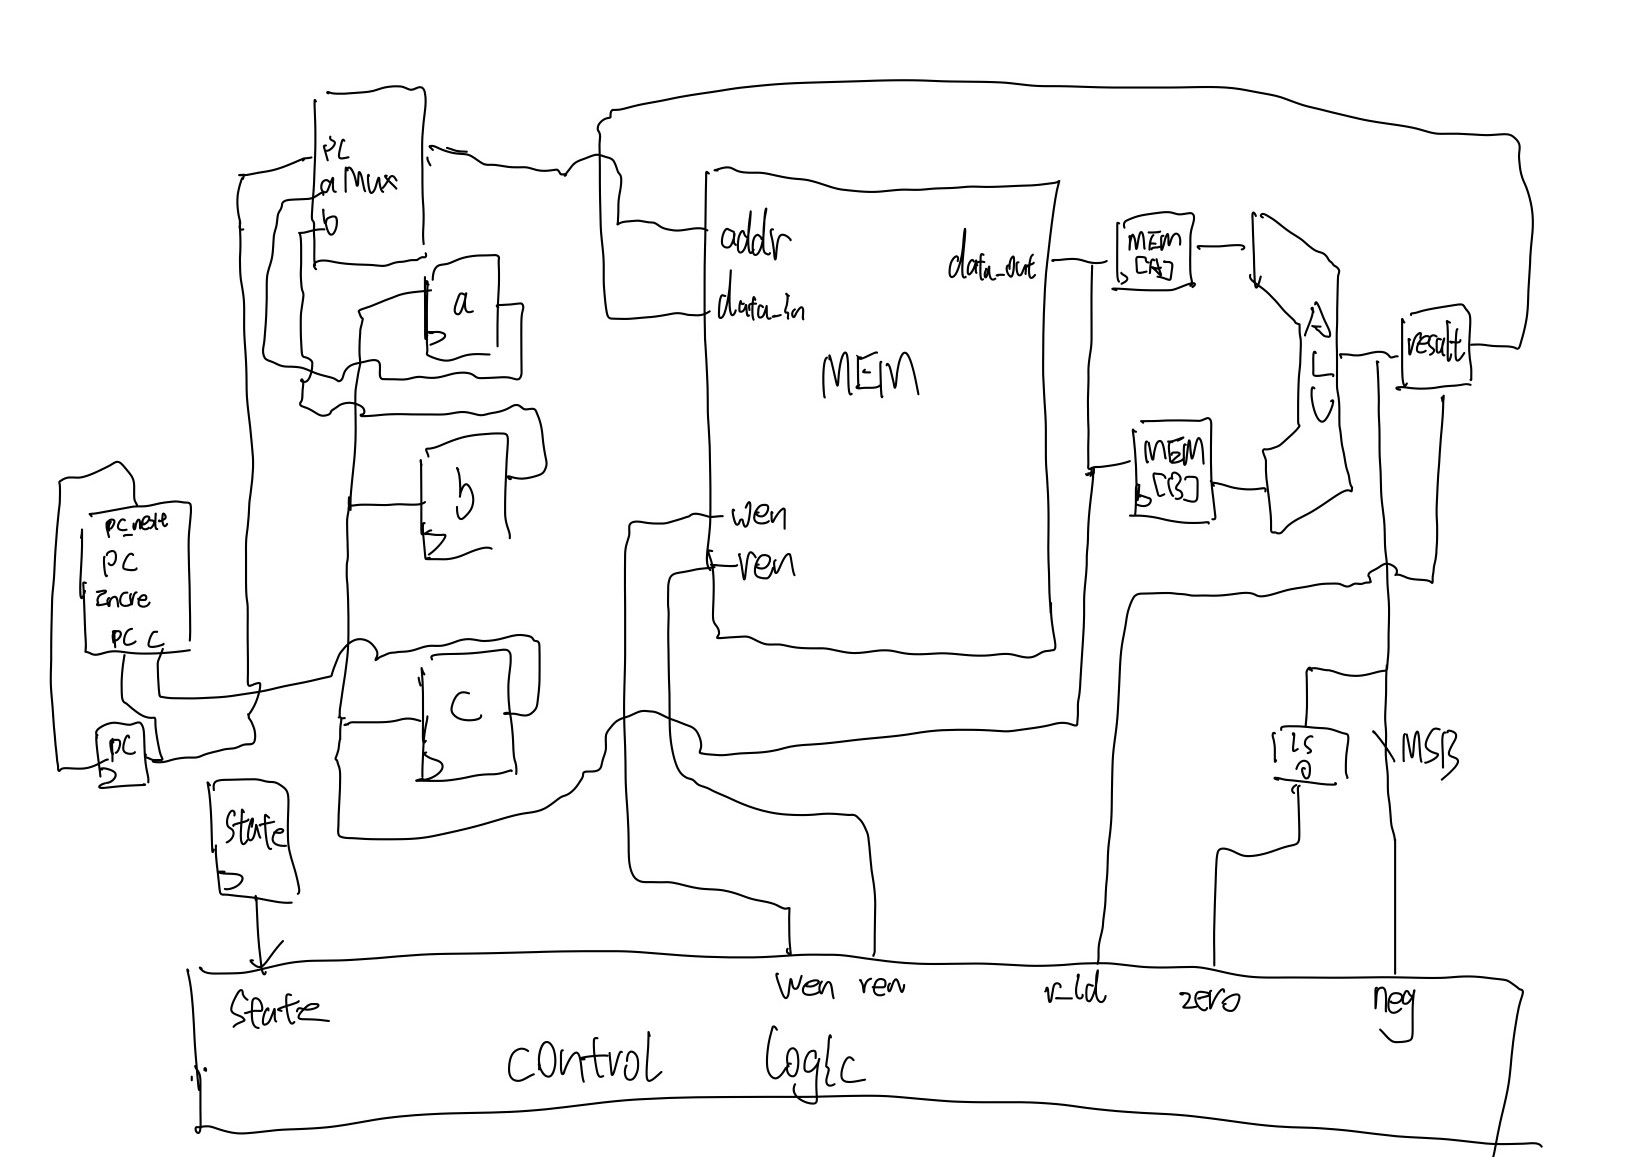 PC
a Mux
b
a
b
c
PC_next
PC
Incre
PC C
PC
State
addr
data_in
data_out
MEM
wen
ren
MEM
[A]
MEM
[B]
ALU
result
is
0
MSB
State
wen ren
r_ld
zero
neg
control logic